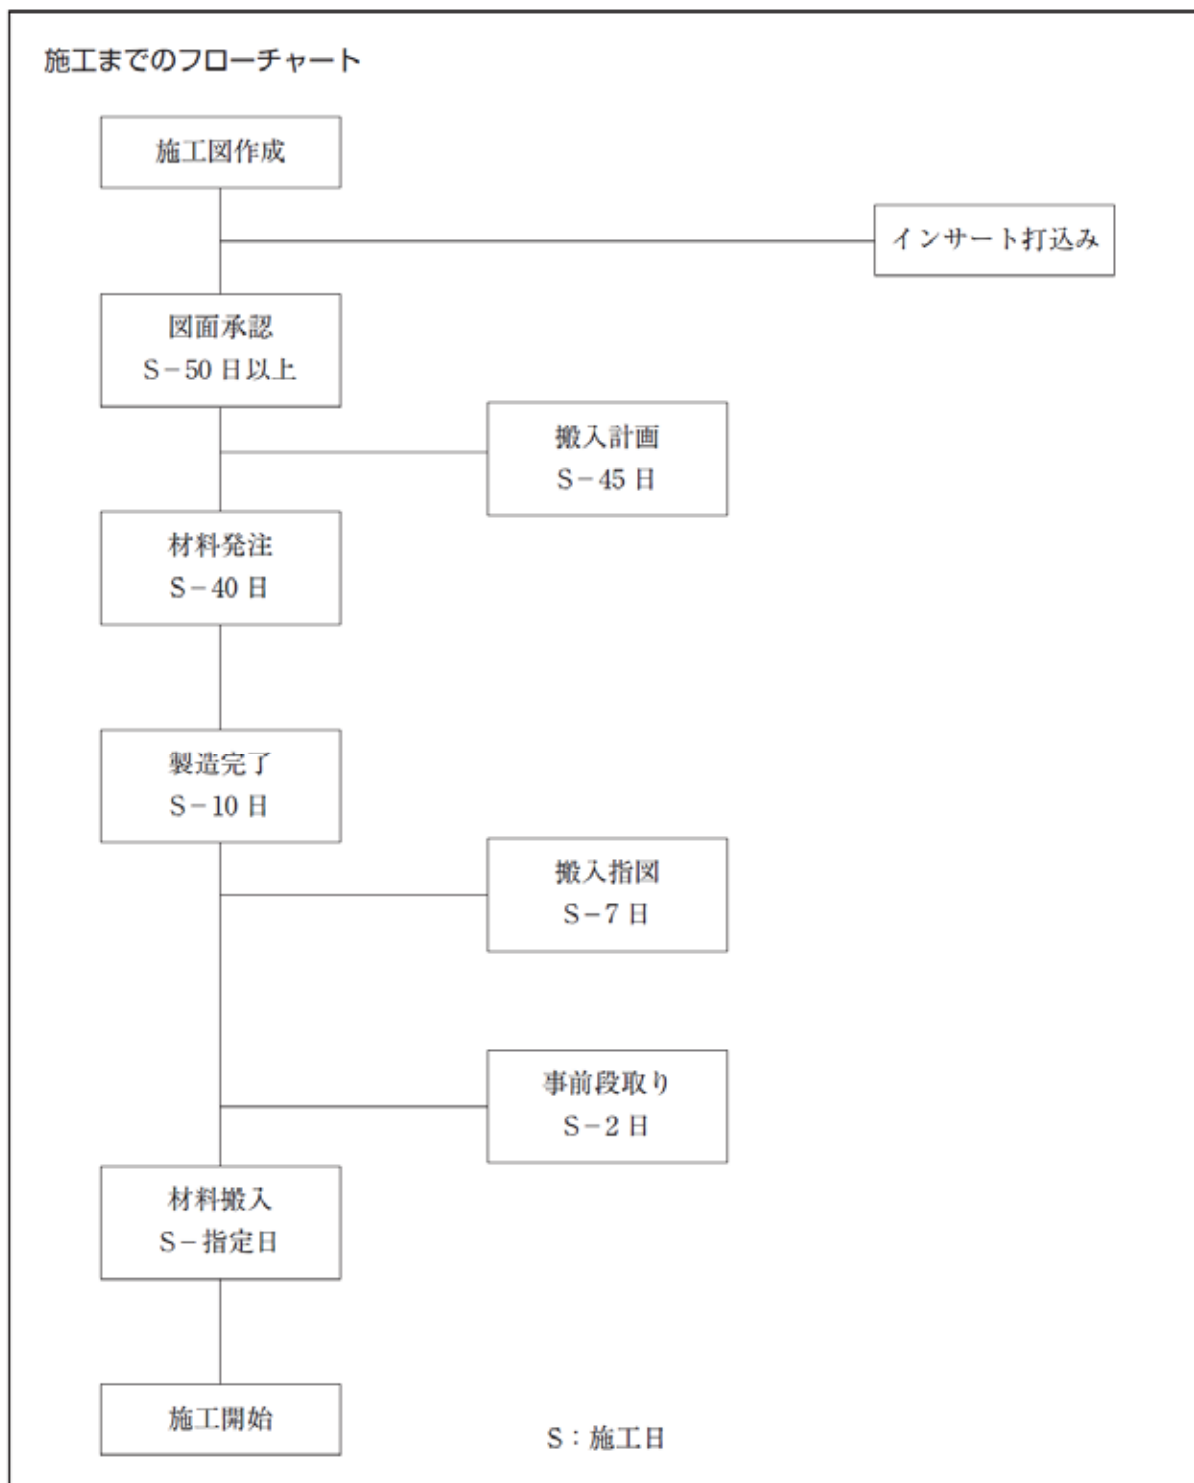 施工までのフローチャート
施工図作成
インサート打込み
図面承認
S－50日以上
搬入計画
S－45日
材料発注
S－40日
製造完了
S－10日
搬入指図
S－7日
事前段取り
S－2日
材料搬入
S－指定日
施工開始
S：施工日